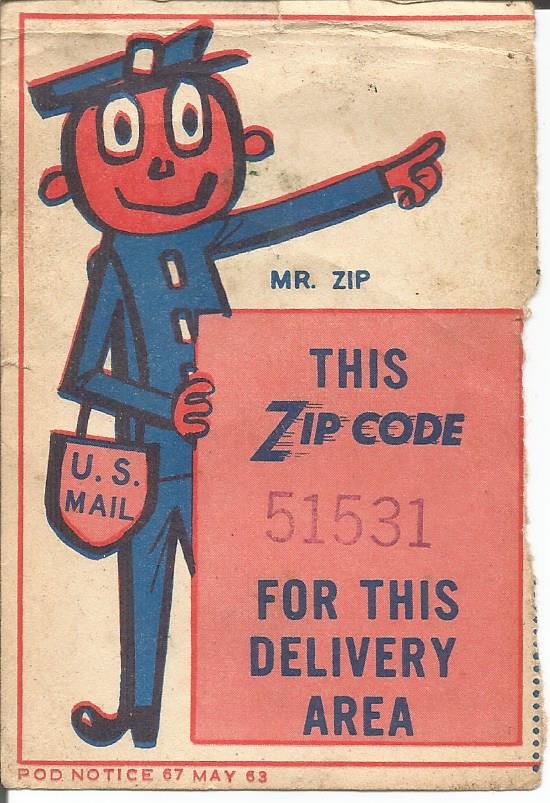 MR. ZIP
THIS
ZIP CODE
51531
FOR THIS
DELIVERY
AREA
U. S.
MAIL
POD NOTICE 67 MAY 63